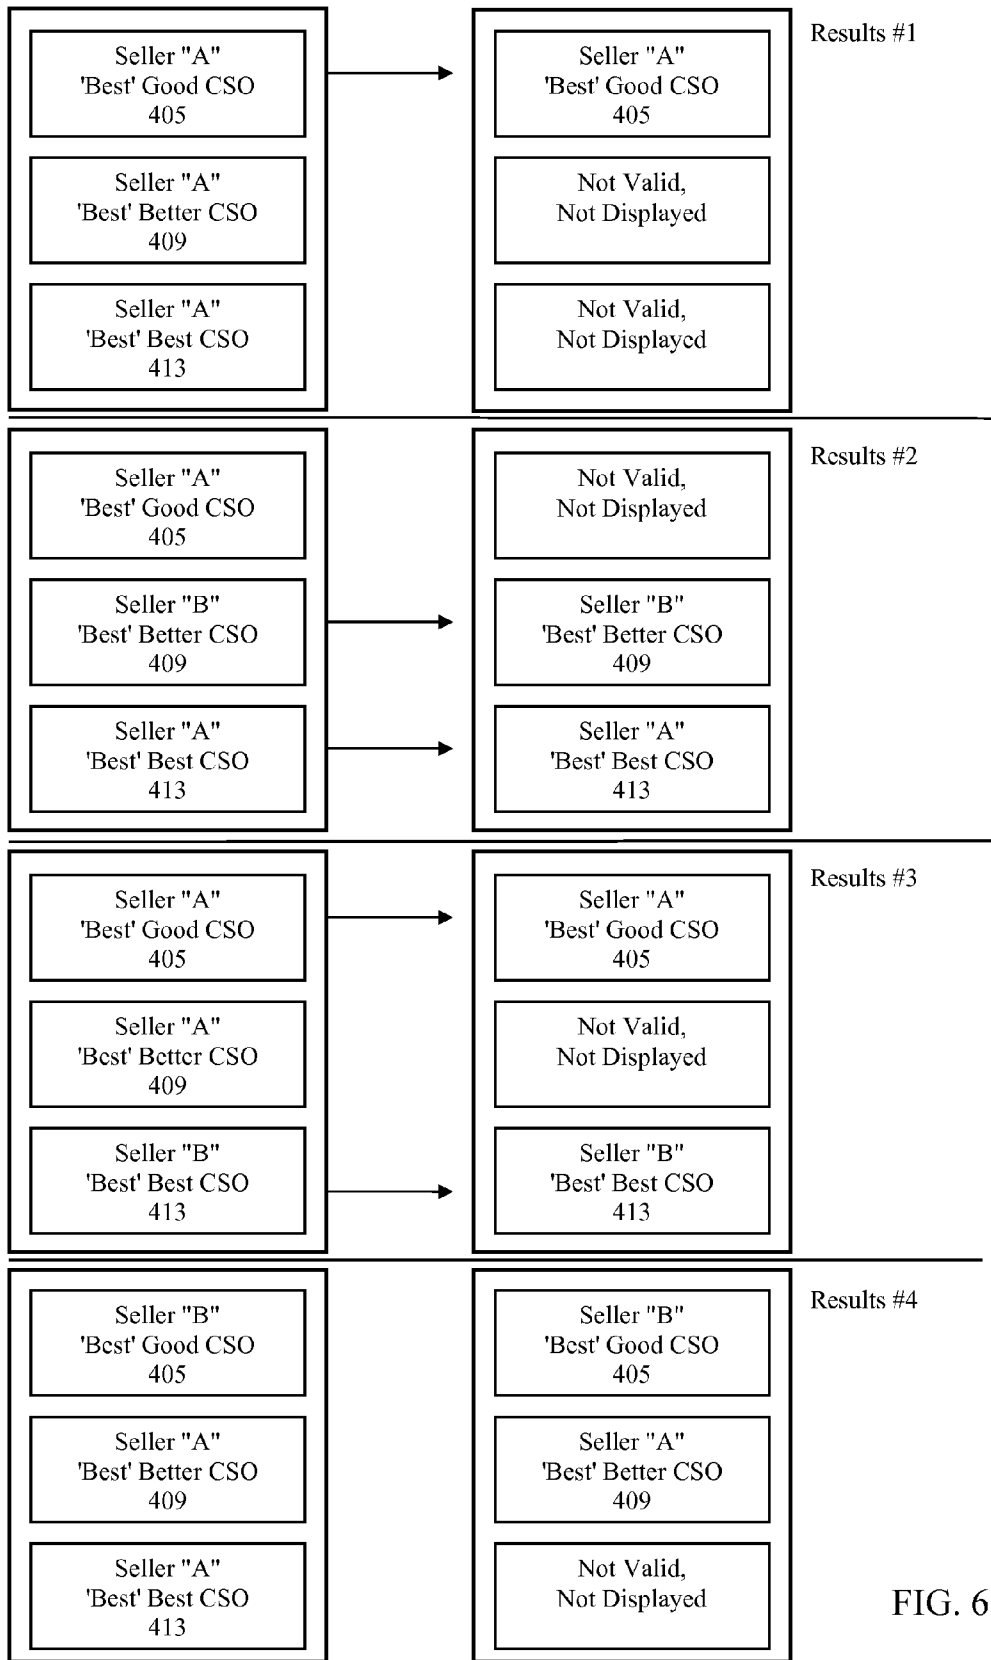 Results #1
Seller "A"
'Best' Good CSO
405
Seller "A"
'Best' Good CSO
405
Seller "A"
'Best' Better CSO
409
Not Valid,
Not Displayed
Seller "A"
'Best' Best CSO
413
Not Valid,
Not Displayed
Results #2
Seller "A"
'Best' Good CSO
405
Not Valid,
Not Displayed
Seller "B"
'Best' Better CSO
409
Seller "B"
'Best' Better CSO
409
Seller "A"
'Best' Best CSO
413
Seller "A"
'Best' Best CSO
413
Results #3
Seller "A"
'Best' Good CSO
405
Seller "A"
'Best' Good CSO
405
Seller "A"
'Best' Better CSO
409
Not Valid,
Not Displayed
Seller "B"
'Best' Best CSO
413
Seller "B"
'Best' Best CSO
413
Results #4
Seller "B"
'Best' Good CSO
405
Seller "B"
'Best' Good CSO
405
Seller "A"
'Best' Better CSO
409
Seller "A"
'Best' Better CSO
409
Seller "A"
'Best' Best CSO
413
Not Valid,
Not Displayed
FIG. 6